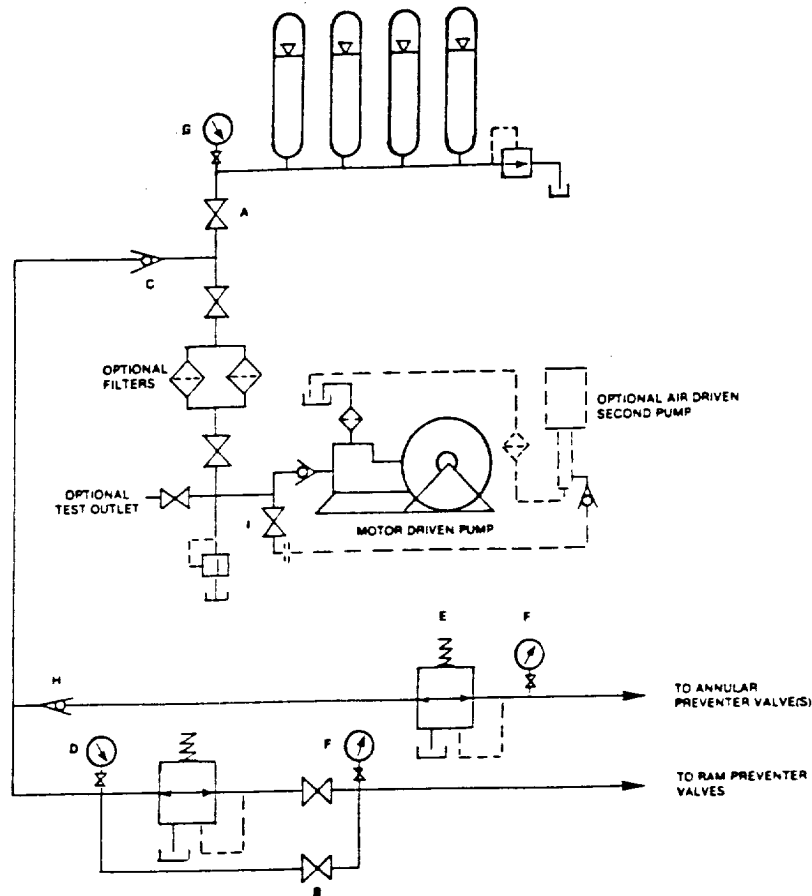 G
A
C
OPTIONAL
FILTERS
OPTIONAL AIR DRIVEN
SECOND PUMP
OPTIONAL
TEST OUTLET
I
MOTOR DRIVEN PUMP
E
F
H
TO ANNULAR
PREVENTER VALVE(S)
D
F
TO RAM PREVENTER
VALVES
B